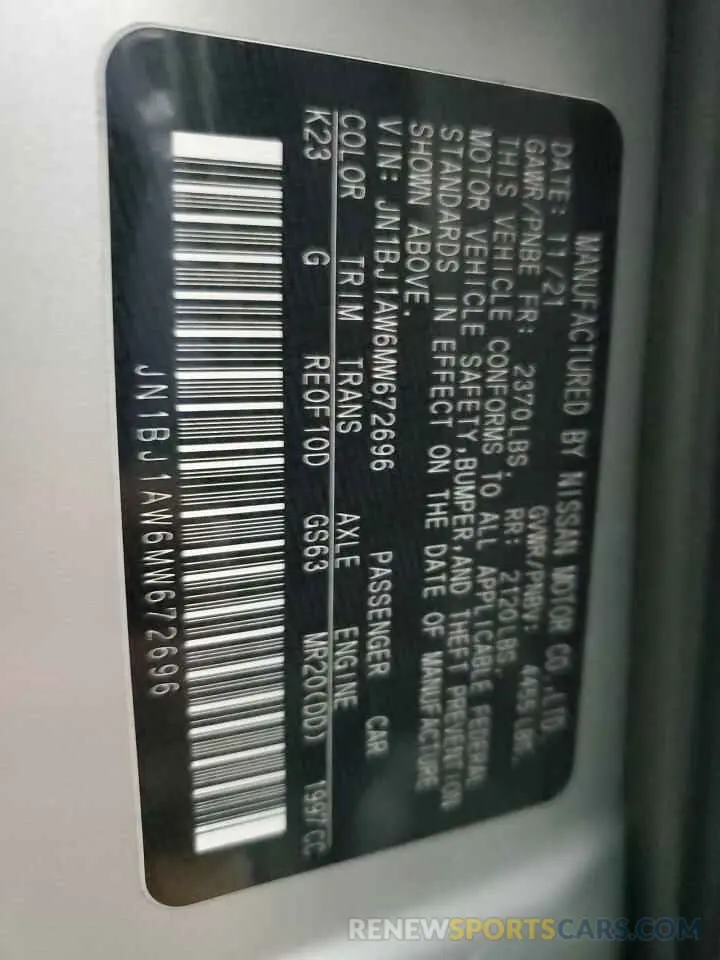 MANUFACTURED BY NISSAN MOTOR CO.,LTD.
DATE: 11/21 GVWR/PNBV: 4455 LBS.
GAWR/PNBE FR: 2370LBS. RR: 2120LBS.
THIS VEHICLE CONFORMS TO ALL APPLICABLE FEDERAL
MOTOR VEHICLE SAFETY,BUMPER,AND THEFT PREVENTION
STANDARDS IN EFFECT ON THE DATE OF MANUFACTURE
SHOWN ABOVE.
VIN: JN1BJ1AW6MW672696 PASSENGER CAR
COLOR TRIM TRANS AXLE ENGINE
K23 G RE0F10D GS63 MR20(DD) 1997CC
JN1BJ1AW6MW672696
RENEWSPORTSCARS.COM